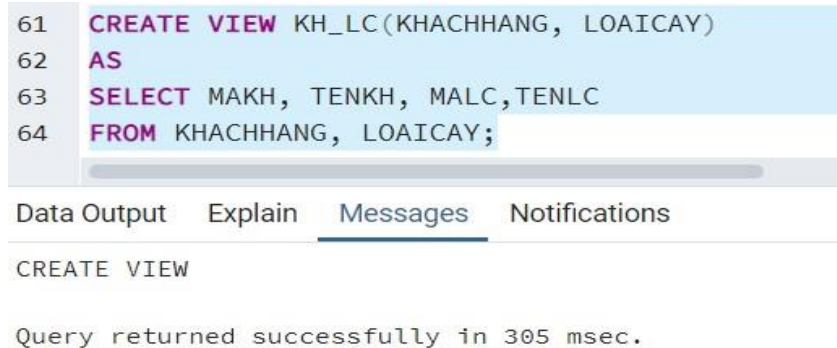 61 CREATE VIEW KH_LC(KHACHHANG, LOAICAY)
62 AS
63 SELECT MAKH, TENKH, MALC,TENLC
64 FROM KHACHHANG, LOAICAY;
Data Output Explain Messages Notifications
CREATE VIEW
Query returned successfully in 305 msec.